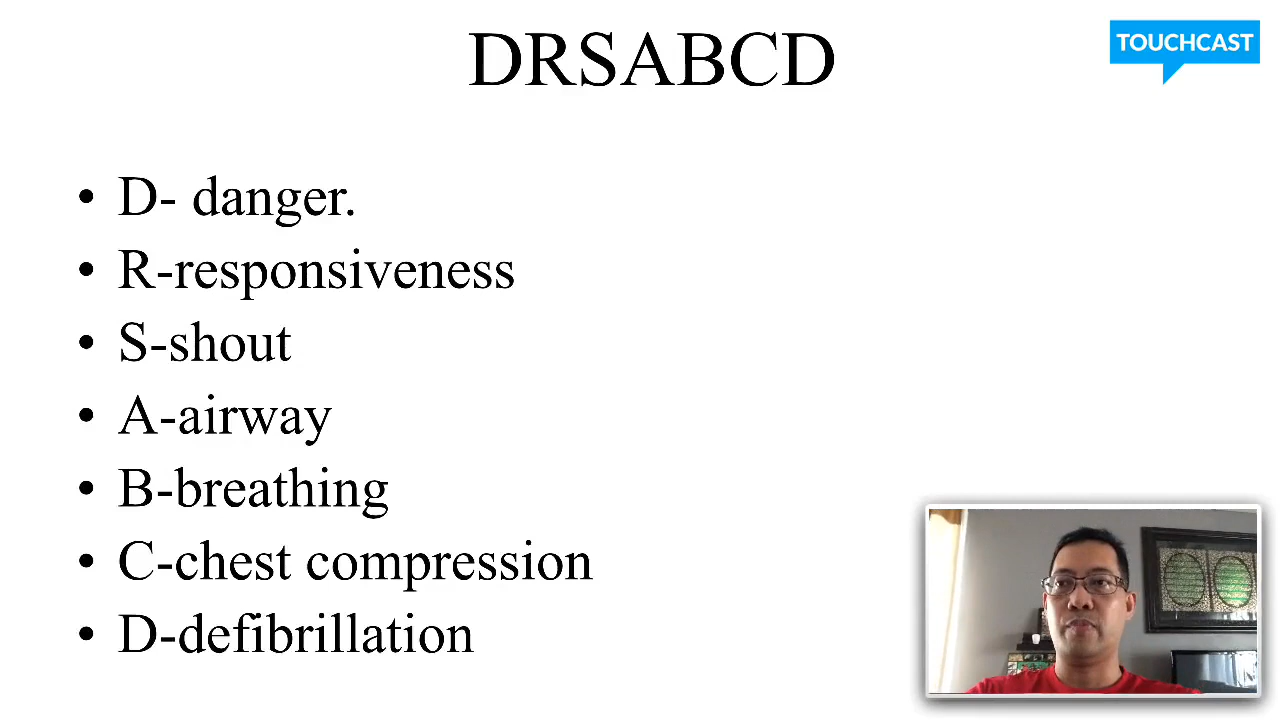 DRSABCD
TOUCHCAST
• D- danger.
• R-responsiveness
• S-shout
• A-airway
• B-breathing
• C-chest compression
• D-defibrillation